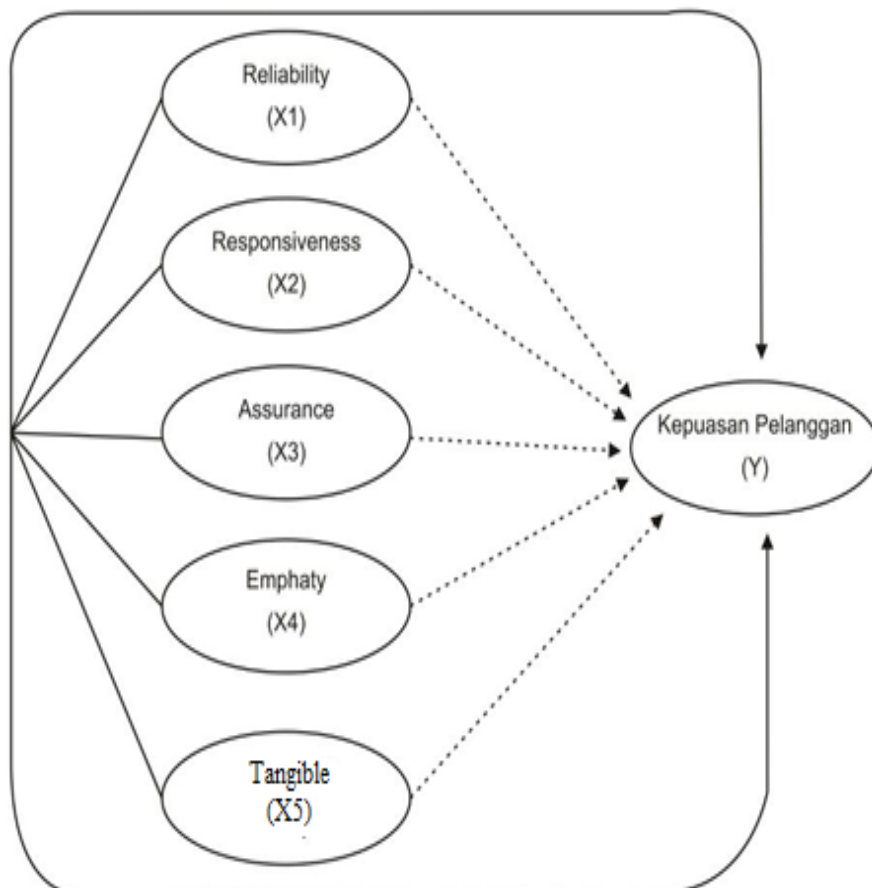 Reliability
(X1)
Responsiveness
(X2)
Assurance
(X3)
Emphaty
(X4)
Tangible
(X5)
Kepuasan Pelanggan
(Y)